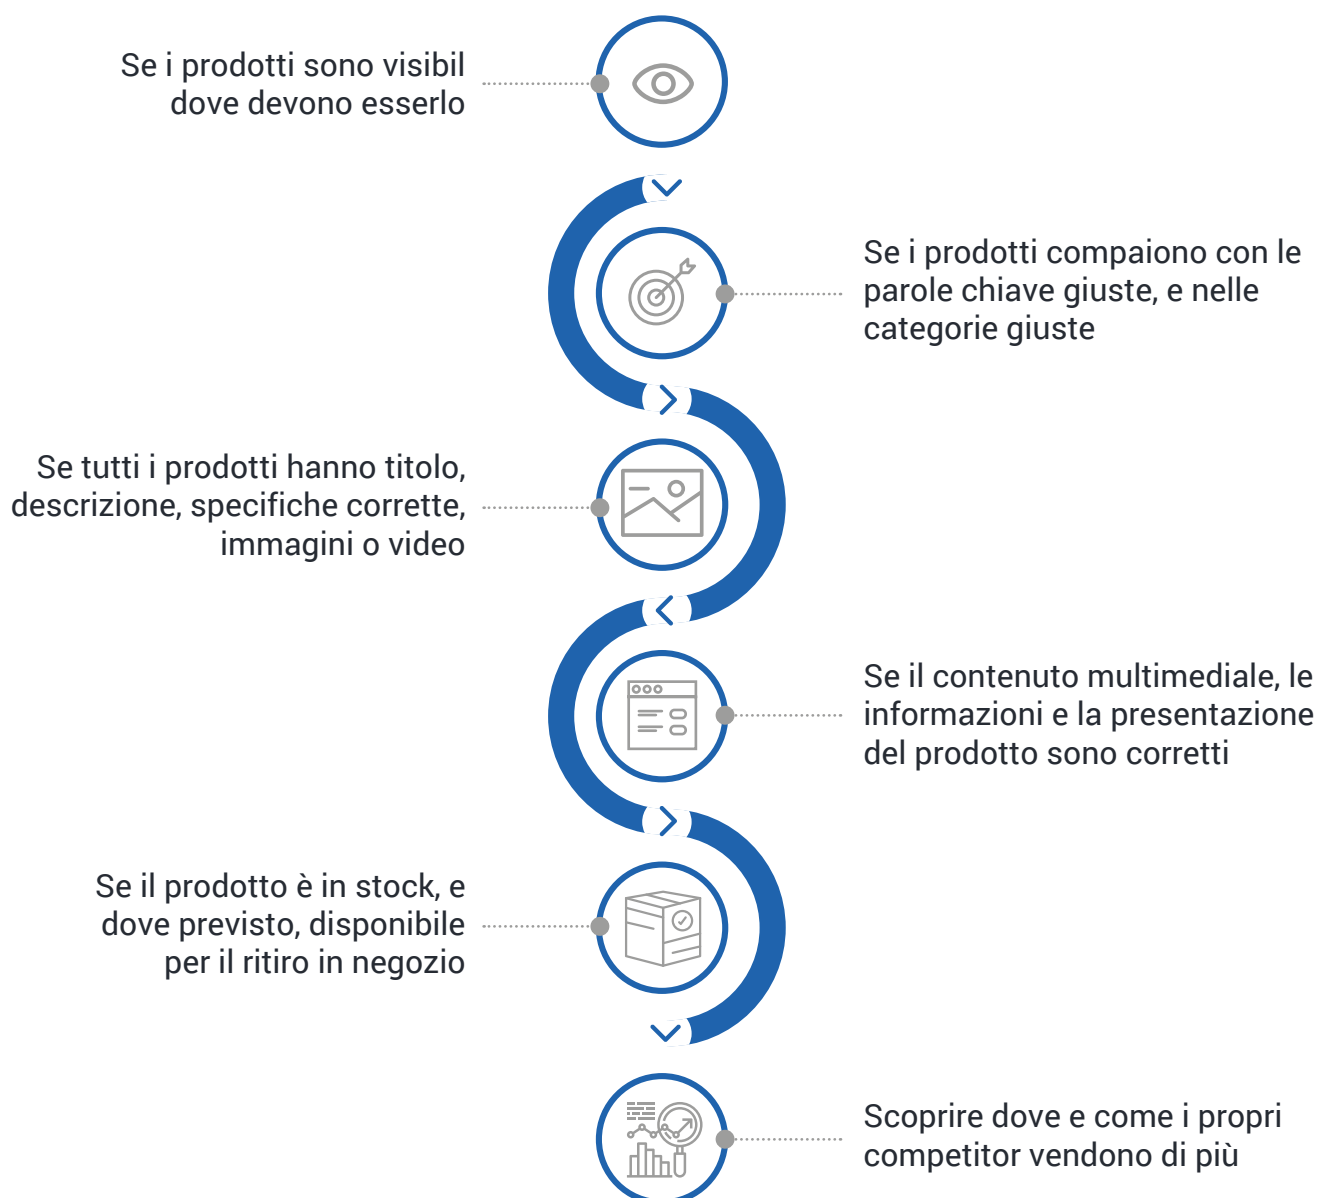 Se i prodotti sono visibil
dove devono esserlo
Se i prodotti compaiono con le
parole chiave giuste, e nelle
categorie giuste
Se tutti i prodotti hanno titolo,
descrizione, specifiche corrette,
immagini o video
Se il contenuto multimediale, le
informazioni e la presentazione
del prodotto sono corretti
Se il prodotto è in stock, e
dove previsto, disponibile
per il ritiro in negozio
Scoprire dove e come i propri
competitor vendono di più